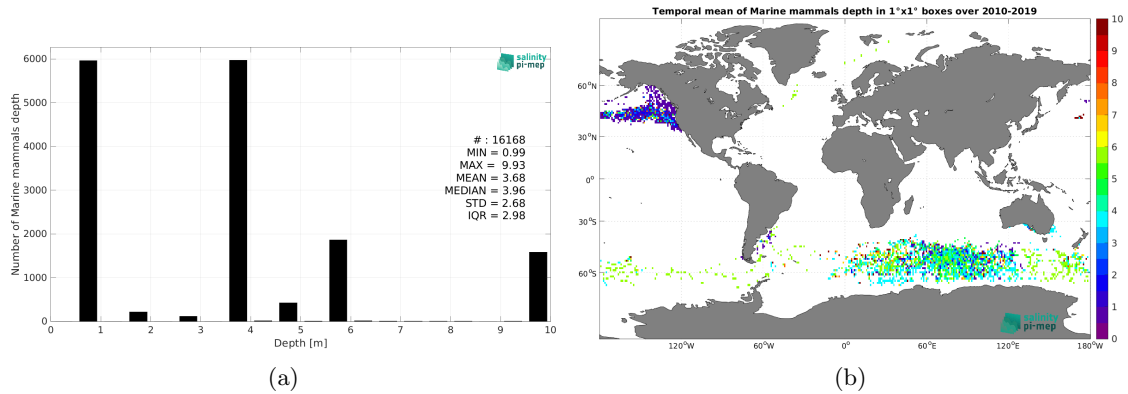 6000
5000
4000
3000
2000
1000
0
Number of Marine mammals depth
salinity
pi-mep
# : 16168
MIN = 0.99
MAX = 9.93
MEAN = 3.68
MEDIAN = 3.96
STD = 2.68
IQR = 2.98
0 1 2 3 4 5 6 7 8 9 10
Depth [m]
(a)
Temporal mean of Marine mammals depth in 1°x1° boxes over 2010-2019
60°N
30°N
0°
30°S
60°S
120°W 60°W 0° 60°E 120°E 180°W
salinity
pi-mep
10
9
8
7
6
5
4
3
2
1
0
(b)